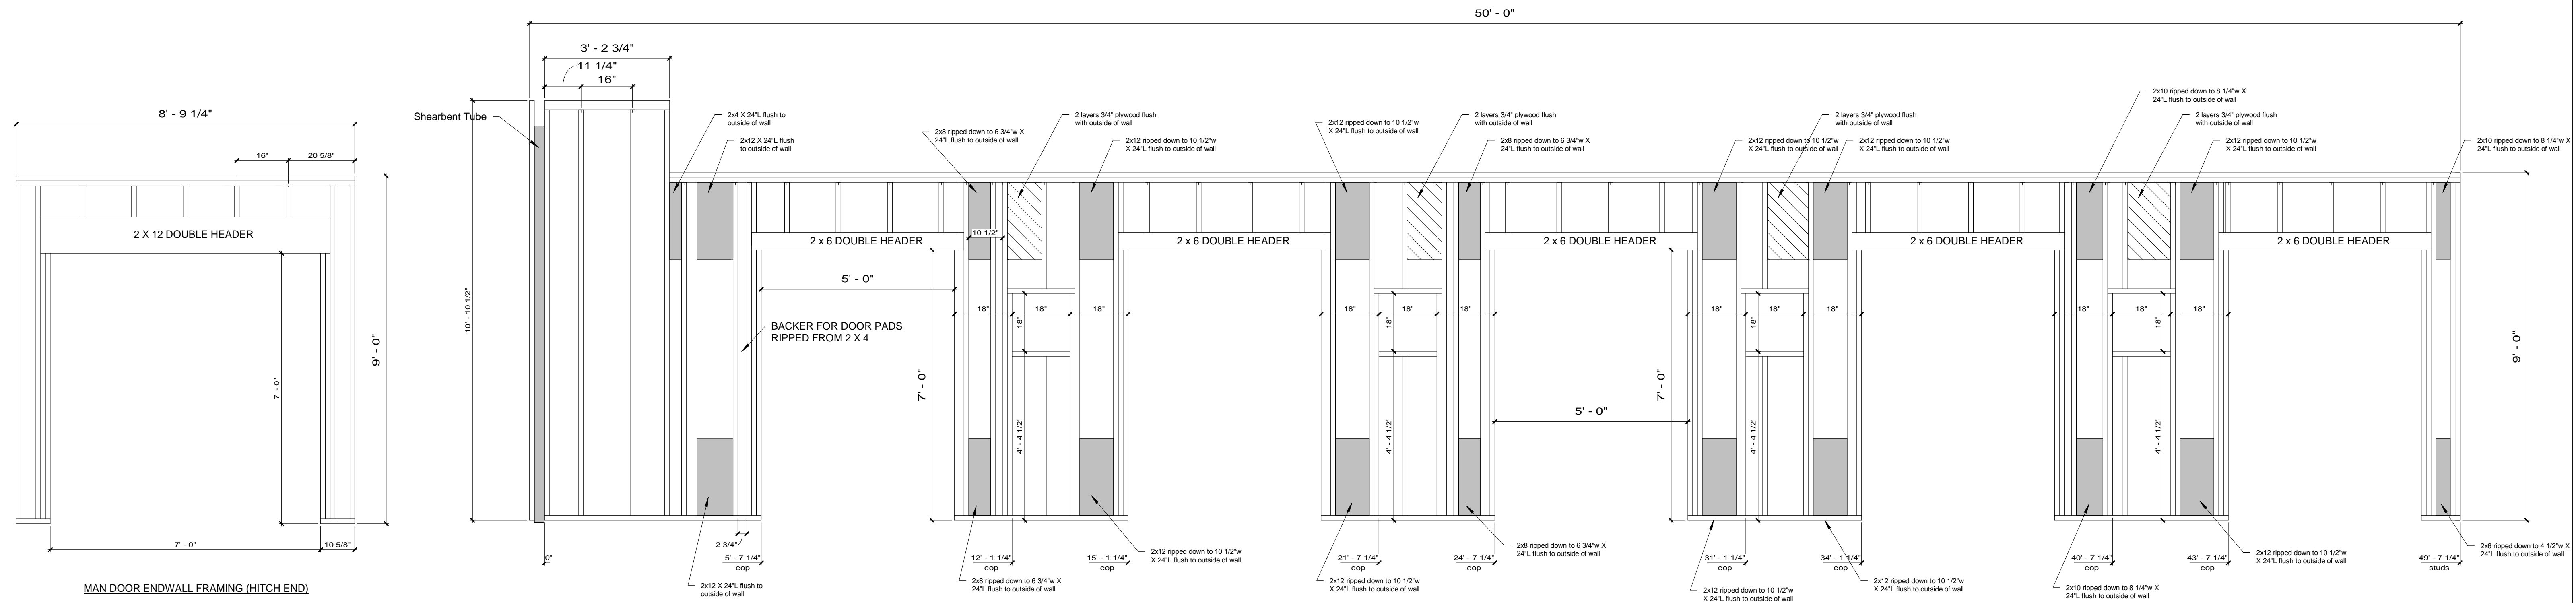 50' - 0"
3' - 2 3/4"
11 1/4"
16"
Shearbent Tube
10' - 10 1/2"
8' - 9 1/4"
16"
20 5/8"
2 X 12 DOUBLE HEADER
7' - 0"
9' - 0"
7' - 0"
10 5/8"
MAN DOOR ENDWALL FRAMING (HITCH END)
2x4 X 24"L flush to
outside of wall
2x12 X 24"L flush
to outside of wall
2x8 ripped down to 6 3/4"w X
24"L flush to outside of wall
2 layers 3/4" plywood flush
with outside of wall
2x12 ripped down to 10 1/2"w
X 24"L flush to outside of wall
2x12 ripped down to 10 1/2"w
X 24"L flush to outside of wall
2 layers 3/4" plywood flush
with outside of wall
2x8 ripped down to 6 3/4"w X
24"L flush to outside of wall
2x12 ripped down to 10 1/2"w
X 24"L flush to outside of wall
2 layers 3/4" plywood flush
with outside of wall
2x12 ripped down to 10 1/2"w
X 24"L flush to outside of wall
2x10 ripped down to 8 1/4"w X
24"L flush to outside of wall
2 layers 3/4" plywood flush
with outside of wall
2x12 ripped down to 10 1/2"w
X 24"L flush to outside of wall
2x10 ripped down to 8 1/4"w X
24"L flush to outside of wall
2 x 6 DOUBLE HEADER
10 1/2"
2 x 6 DOUBLE HEADER
2 x 6 DOUBLE HEADER
2 x 6 DOUBLE HEADER
2 x 6 DOUBLE HEADER
5' - 0"
BACKER FOR DOOR PADS
RIPPED FROM 2 X 4
7' - 0"
18"
18"
18"
18"
4' - 4 1/2"
18"
18"
18"
18"
4' - 4 1/2"
5' - 0"
7' - 0"
18"
18"
18"
18"
4' - 4 1/2"
18"
18"
18"
18"
4' - 4 1/2"
9' - 0"
0"
2 3/4"
5' - 7 1/4"
eop
12' - 1 1/4"
eop
15' - 1 1/4"
eop
21' - 7 1/4"
eop
24' - 7 1/4"
eop
31' - 1 1/4"
eop
34' - 1 1/4"
eop
40' - 7 1/4"
eop
43' - 7 1/4"
eop
49' - 7 1/4"
studs
2x12 X 24"L flush to
outside of wall
2x8 ripped down to 6 3/4"w X
24"L flush to outside of wall
2x12 ripped down to 10 1/2"w
X 24"L flush to outside of wall
2x12 ripped down to 10 1/2"w
X 24"L flush to outside of wall
2x8 ripped down to 6 3/4"w X
24"L flush to outside of wall
2x12 ripped down to 10 1/2"w
X 24"L flush to outside of wall
2x12 ripped down to 10 1/2"w
X 24"L flush to outside of wall
2x10 ripped down to 8 1/4"w X
24"L flush to outside of wall
2x12 ripped down to 10 1/2"w
X 24"L flush to outside of wall
2x6 ripped down to 4 1/2"w X
24"L flush to outside of wall